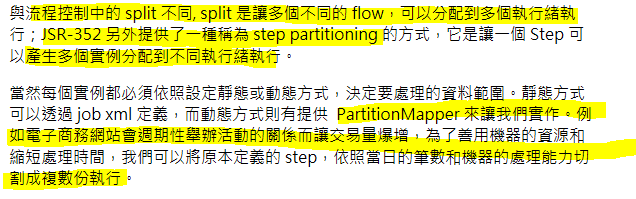 與流程控制中的 split 不同, split 是讓多個不同的 flow，可以分配到多個執行緒執
行；JSR-352 另外提供了一種稱為 step partitioning 的方式，它是讓一個 Step 可
以產生多個實例分配到不同執行緒執行。
當然每個實例都必須依照設定靜態或動態方式，決定要處理的資料範圍。靜態方式
可以透過 job xml 定義，而動態方式則有提供  PartitionMapper 來讓我們實作。例
如電子商務網站會週期性舉辦活動的關係而讓交易量爆增，為了善用機器的資源和
縮短處理時間，我們可以將原本定義的 step，依照當日的筆數和機器的處理能力切
割成複數份執行。